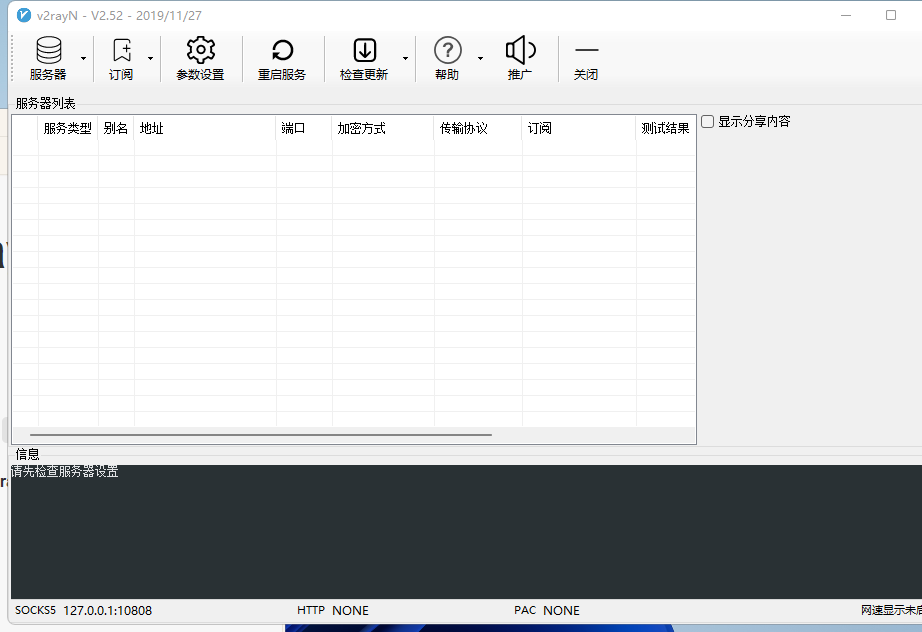 v2rayN - V2.52 - 2019/11/27
服务器 订阅 参数设置 重启服务 检查更新 帮助 推广 关闭
服务器列表
服务类型 别名 地址 端口 加密方式 传输协议 订阅 测试结果
显示分享内容
信息
请先检查服务器设置
SOCKS5 127.0.0.1:10808 HTTP NONE PAC NONE 网速显示未